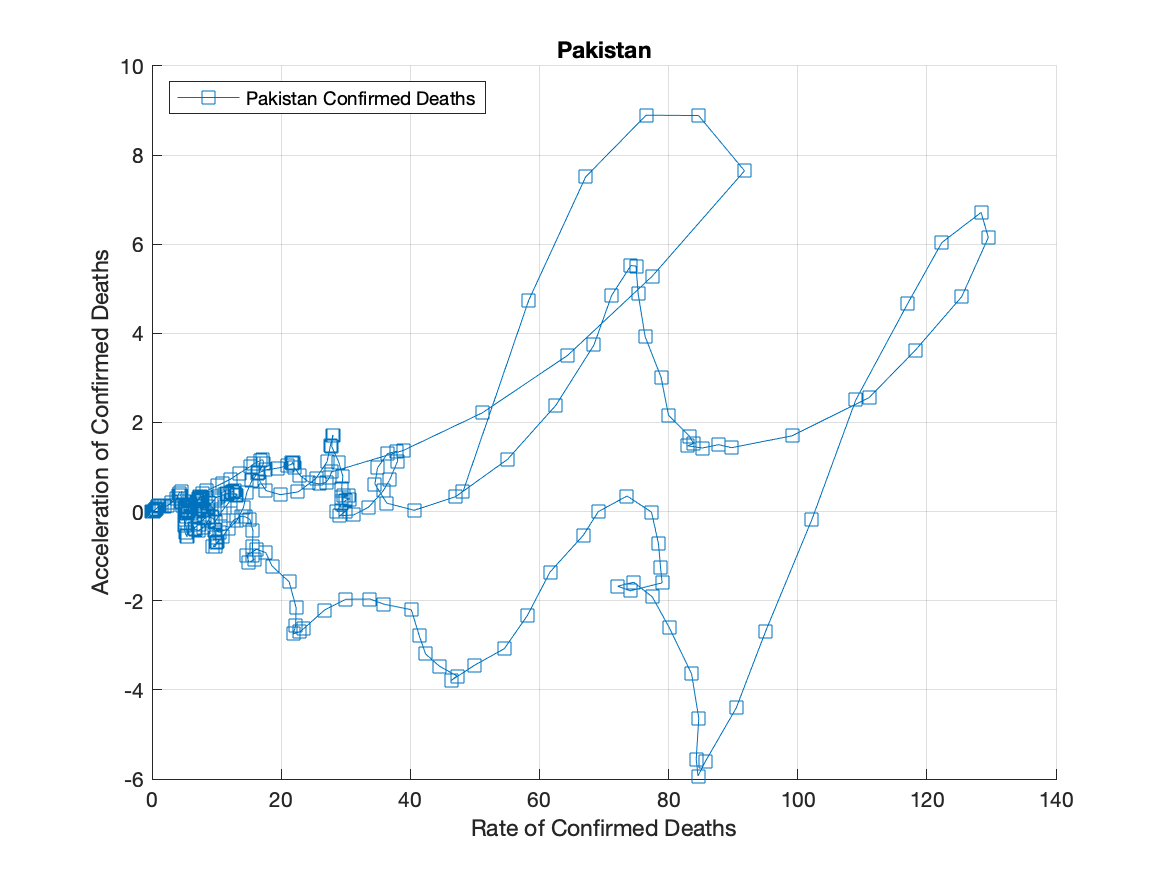 Pakistan
Pakistan Confirmed Deaths
10
8
6
4
2
0
-2
-4
-6
Acceleration of Confirmed Deaths
0 20 40 60 80 100 120 140
Rate of Confirmed Deaths